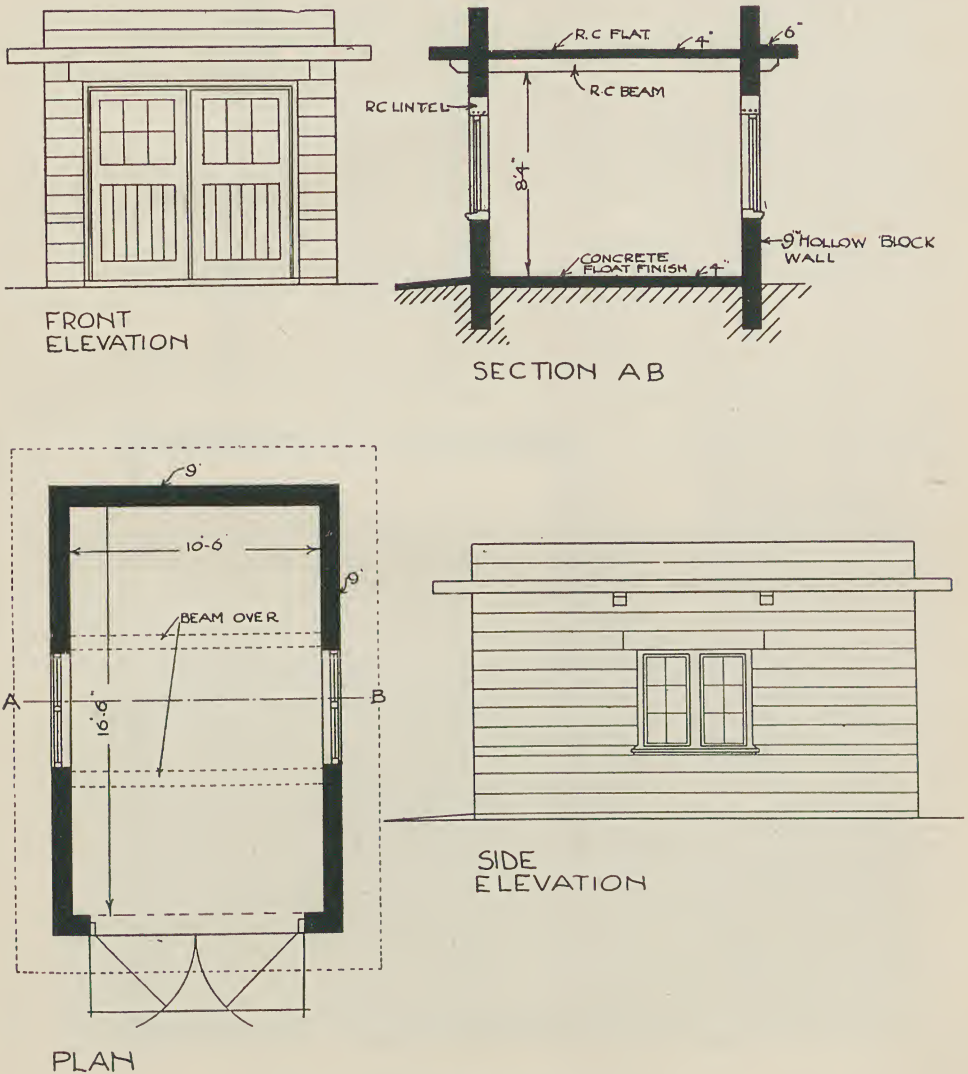 R.C FLAT
4"
6"
R.C BEAM
RC LINTEL
8'4"
9" HOLLOW BLOCK
WALL
CONCRETE
FLOAT FINISH
4"
FRONT
ELEVATION
SECTION AB
9'
10'-6'
9'
BEAM OVER
A
B
16'-6"
SIDE
ELEVATION
PLAN